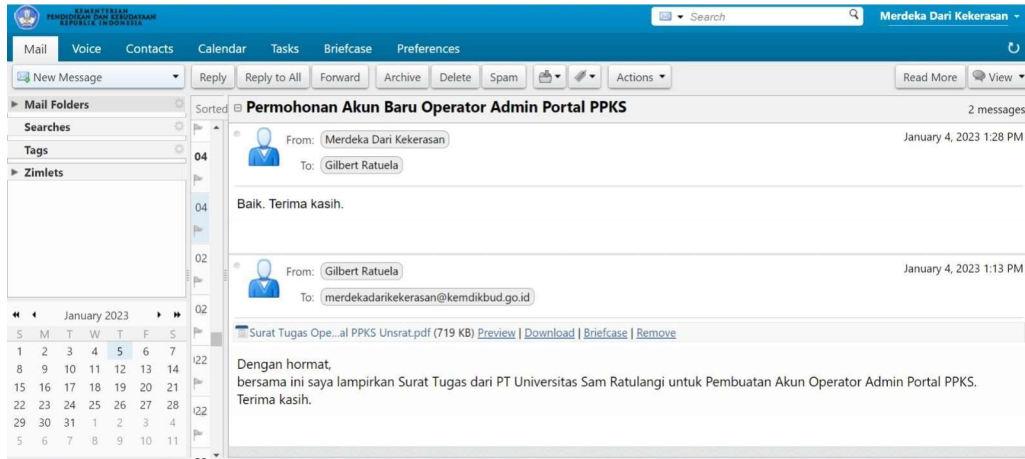 KEMENTERIAN
PENDIDIKAN DAN KEBUDAYAAN
REPUBLIK INDONESIA
Search
Merdeka Dari Kekerasan
Mail Voice Contacts Calendar Tasks Briefcase Preferences
New Message Reply Reply to All Forward Archive Delete Spam Actions Read More View
Mail Folders
Searches
Tags
Zimlets
Sorted
04
04
02
02
022
022
Permohonan Akun Baru Operator Admin Portal PPKS 2 messages
From: Merdeka Dari Kekerasan January 4, 2023 1:28 PM
To: Gilbert Ratuela
Baik. Terima kasih.
From: Gilbert Ratuela January 4, 2023 1:13 PM
To: merdekadarikekerasan@kemdikbud.go.id
Surat Tugas Ope...al PPKS Unsrat.pdf (719 KB) Preview | Download | Briefcase | Remove
Dengan hormat,
bersama ini saya lampirkan Surat Tugas dari PT Universitas Sam Ratulangi untuk Pembuatan Akun Operator Admin Portal PPKS.
Terima kasih.
January 2023
S M T W T F S
1 2 3 4 5 6 7
8 9 10 11 12 13 14
15 16 17 18 19 20 21
22 23 24 25 26 27 28
29 30 31 1 2 3 4
5 6 7 8 9 10 11